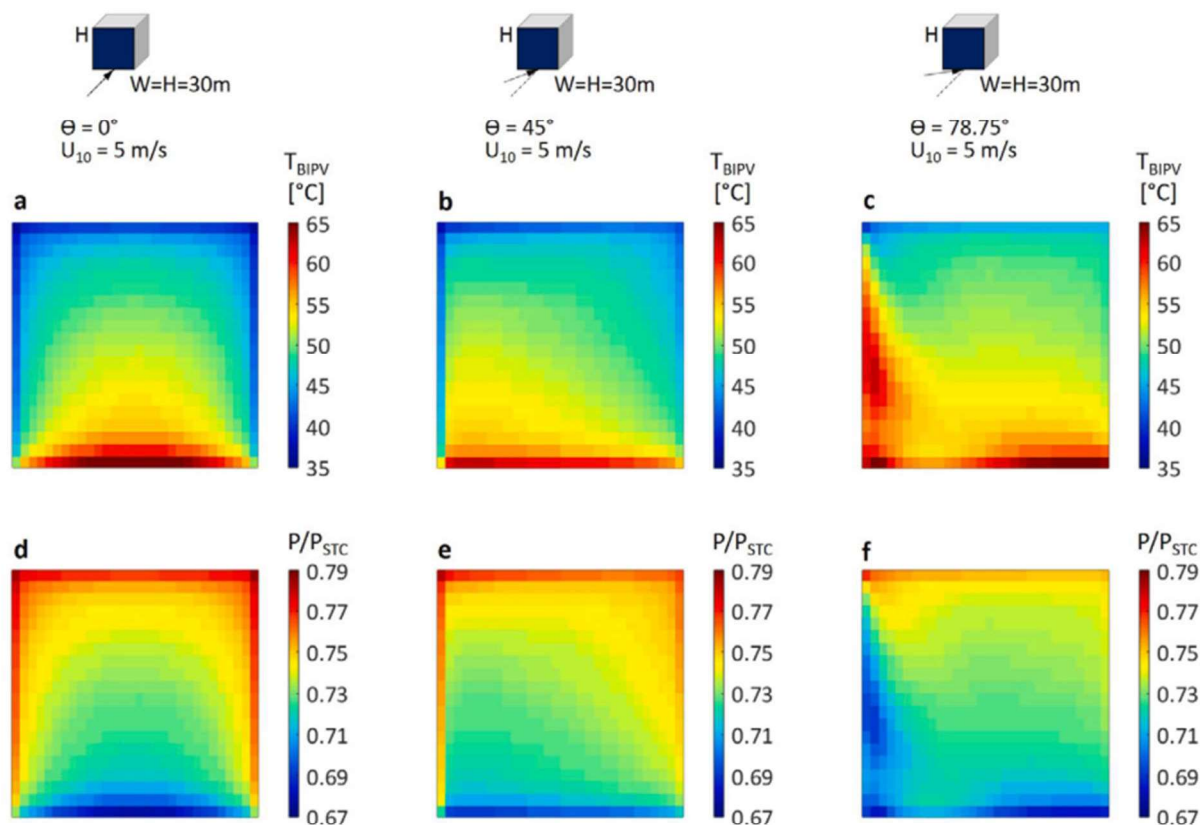 H
W=H=30m
Θ = 0°
U10 = 5 m/s
H
W=H=30m
Θ = 45°
U10 = 5 m/s
H
W=H=30m
Θ = 78.75°
U10 = 5 m/s
a
TBIPV
[°C]
65
60
55
50
45
40
35
b
TBIPV
[°C]
65
60
55
50
45
40
35
c
TBIPV
[°C]
65
60
55
50
45
40
35
d
P/PSTC
0.79
0.77
0.75
0.73
0.71
0.69
0.67
e
P/PSTC
0.79
0.77
0.75
0.73
0.71
0.69
0.67
f
P/PSTC
0.79
0.77
0.75
0.73
0.71
0.69
0.67